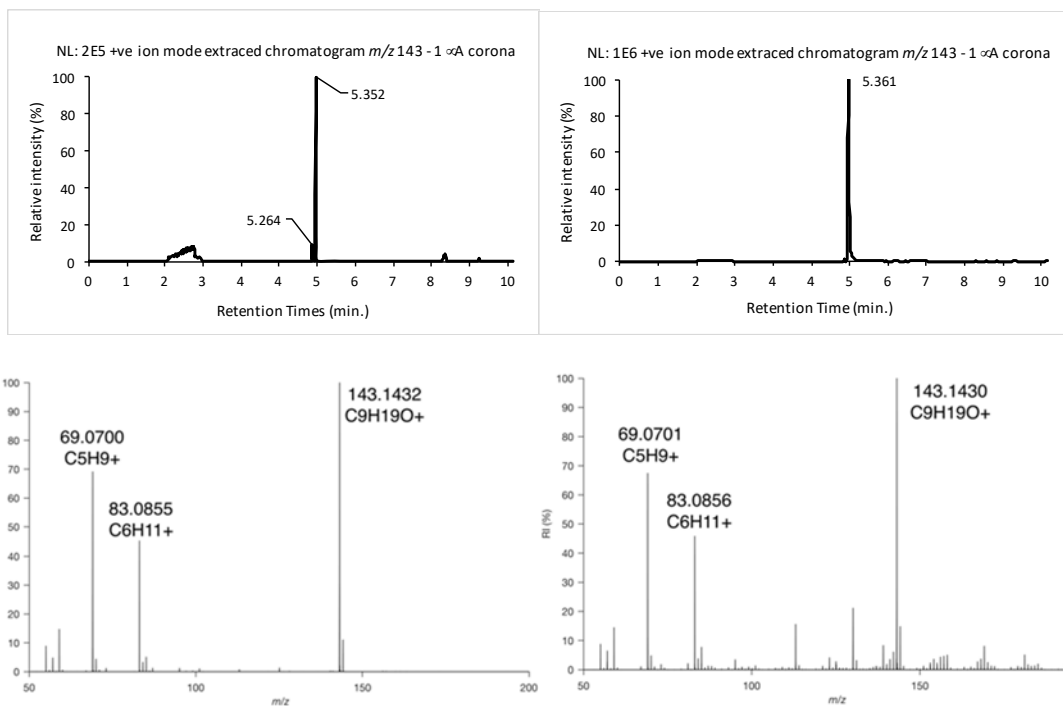 NL: 2E5 +ve ion mode extraced chromatogram m/z 143 - 1 ∝A corona
100
80
60
40
20
0
Relative intensity (%)
5.352
5.264
0 1 2 3 4 5 6 7 8 9 10
Retention Times (min.)
NL: 1E6 +ve ion mode extraced chromatogram m/z 143 - 1 ∝A corona
100
80
60
40
20
0
Relative intensity (%)
5.361
0 1 2 3 4 5 6 7 8 9 10
Retention Time (min.)
100
90
80
70
60
50
40
30
20
10
0
143.1432
C9H19O+
69.0700
C5H9+
83.0855
C6H11+
50 100 150 200
m/z
100
90
80
70
60
50
40
30
20
10
0
RI (%)
143.1430
C9H19O+
69.0701
C5H9+
83.0856
C6H11+
50 100 150
m/z